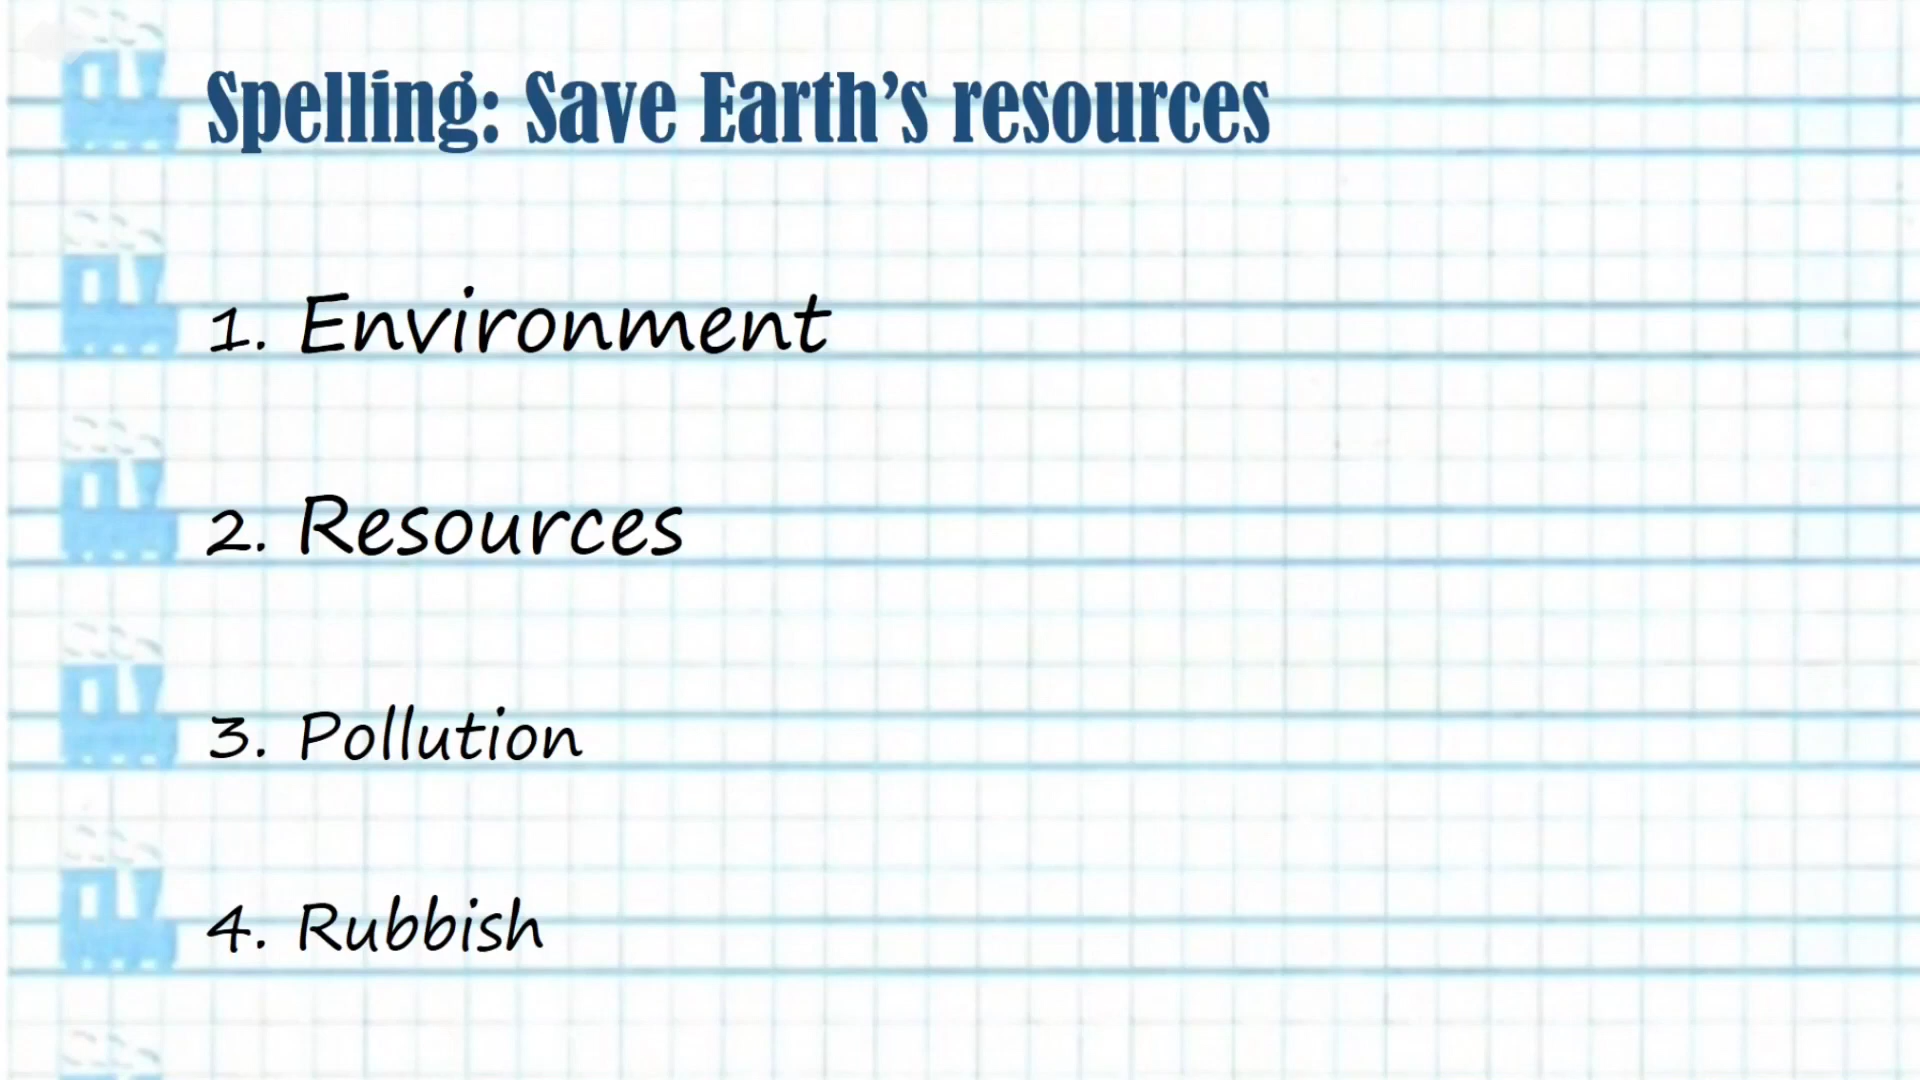 Spelling: Save Earth’s resources
1. Environment
2. Resources
3. Pollution
4. Rubbish